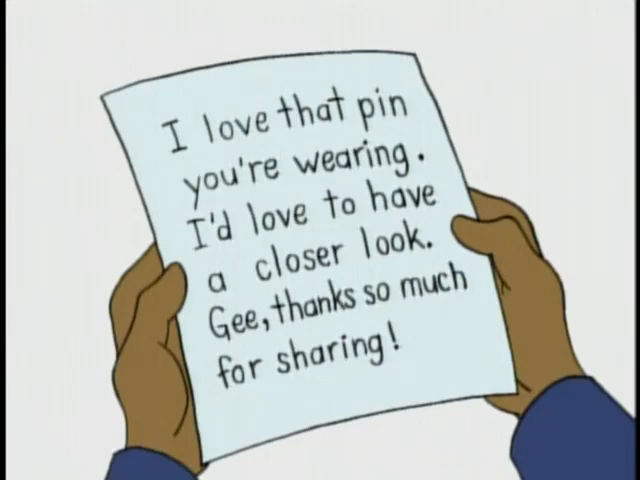 I love that pin
you're wearing.
I'd love to have
a closer look.
Gee, thanks so much
for sharing!